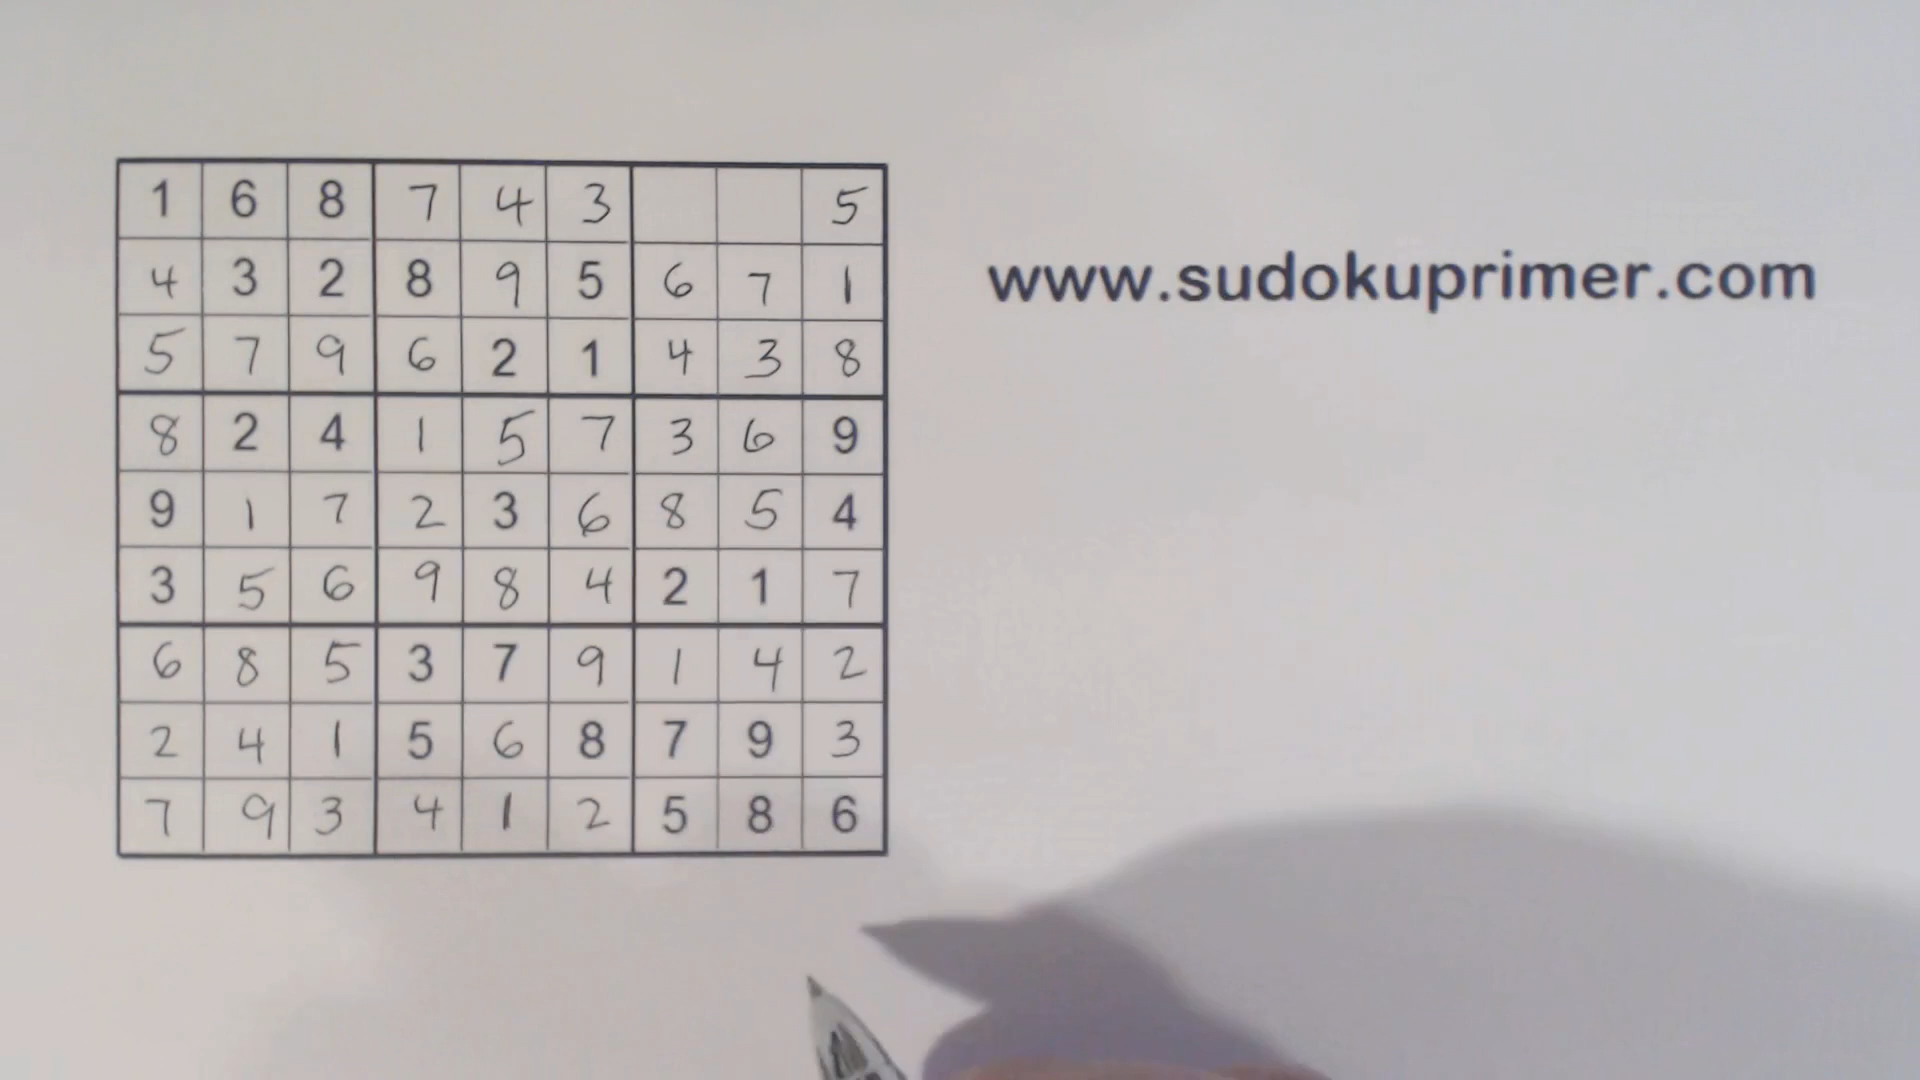 1 6 8 7 4 3 5
www.sudokuprimer.com
4 3 2 8 9 5 6 7 1
5 7 9 6 2 1 4 3 8
8 2 4 1 5 7 3 6 9
9 1 7 2 3 6 8 5 4
3 5 6 9 8 4 2 1 7
6 8 5 3 7 9 1 4 2
2 4 1 5 6 8 7 9 3
7 9 3 4 1 2 5 8 6